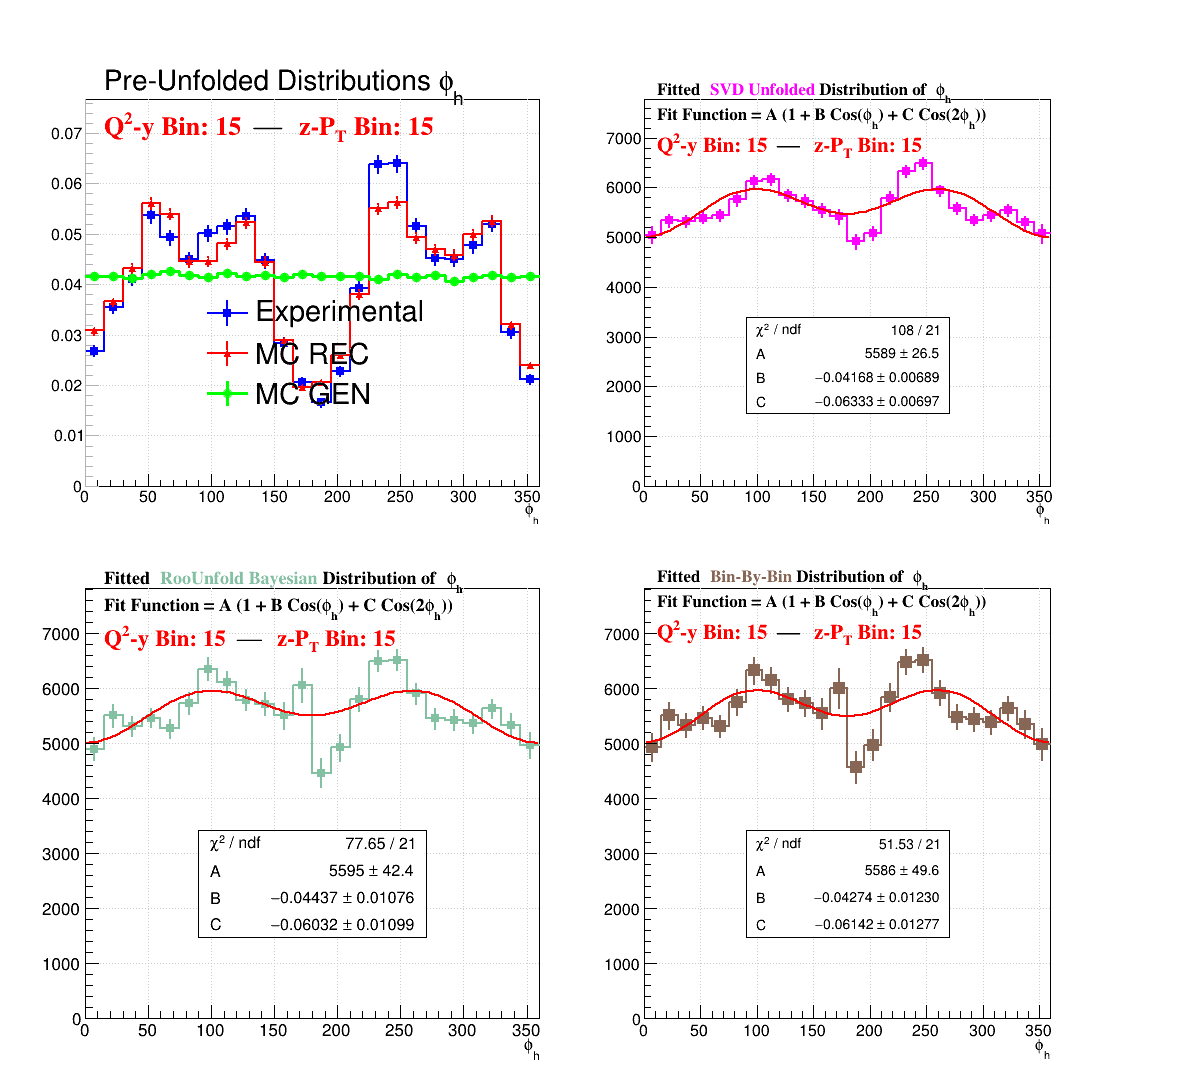 Pre-Unfolded Distributions ϕh
Q2-y Bin: 15 — z-PT Bin: 15
0.07
0.06
0.05
0.04
0.03
0.02
0.01
0
Experimental
MC REC
MC GEN
0 50 100 150 200 250 300 350
ϕh
Fitted SVD Unfolded Distribution of ϕh
Fit Function = A (1 + B Cos(ϕh) + C Cos(2ϕh))
Q2-y Bin: 15 — z-PT Bin: 15
7000
6000
5000
4000
3000
2000
1000
0
χ2 / ndf 108 / 21
A 5589 ± 26.5
B −0.04168 ± 0.00689
C −0.06333 ± 0.00697
0 50 100 150 200 250 300 350
ϕh
Fitted RooUnfold Bayesian Distribution of ϕh
Fit Function = A (1 + B Cos(ϕh) + C Cos(2ϕh))
Q2-y Bin: 15 — z-PT Bin: 15
7000
6000
5000
4000
3000
2000
1000
0
χ2 / ndf 77.65 / 21
A 5595 ± 42.4
B −0.04437 ± 0.01076
C −0.06032 ± 0.01099
0 50 100 150 200 250 300 350
ϕh
Fitted Bin-By-Bin Distribution of ϕh
Fit Function = A (1 + B Cos(ϕh) + C Cos(2ϕh))
Q2-y Bin: 15 — z-PT Bin: 15
7000
6000
5000
4000
3000
2000
1000
0
χ2 / ndf 51.53 / 21
A 5586 ± 49.6
B −0.04274 ± 0.01230
C −0.06142 ± 0.01277
0 50 100 150 200 250 300 350
ϕh